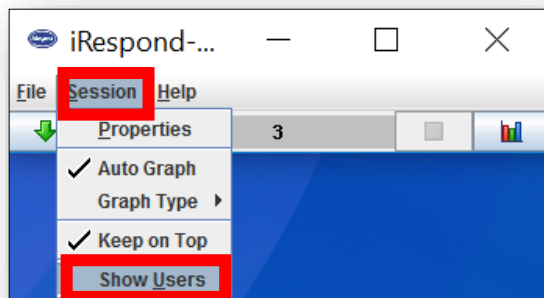 iRespond-...
File Session Help
Properties 3
Auto Graph
Graph Type
Keep on Top
Show Users